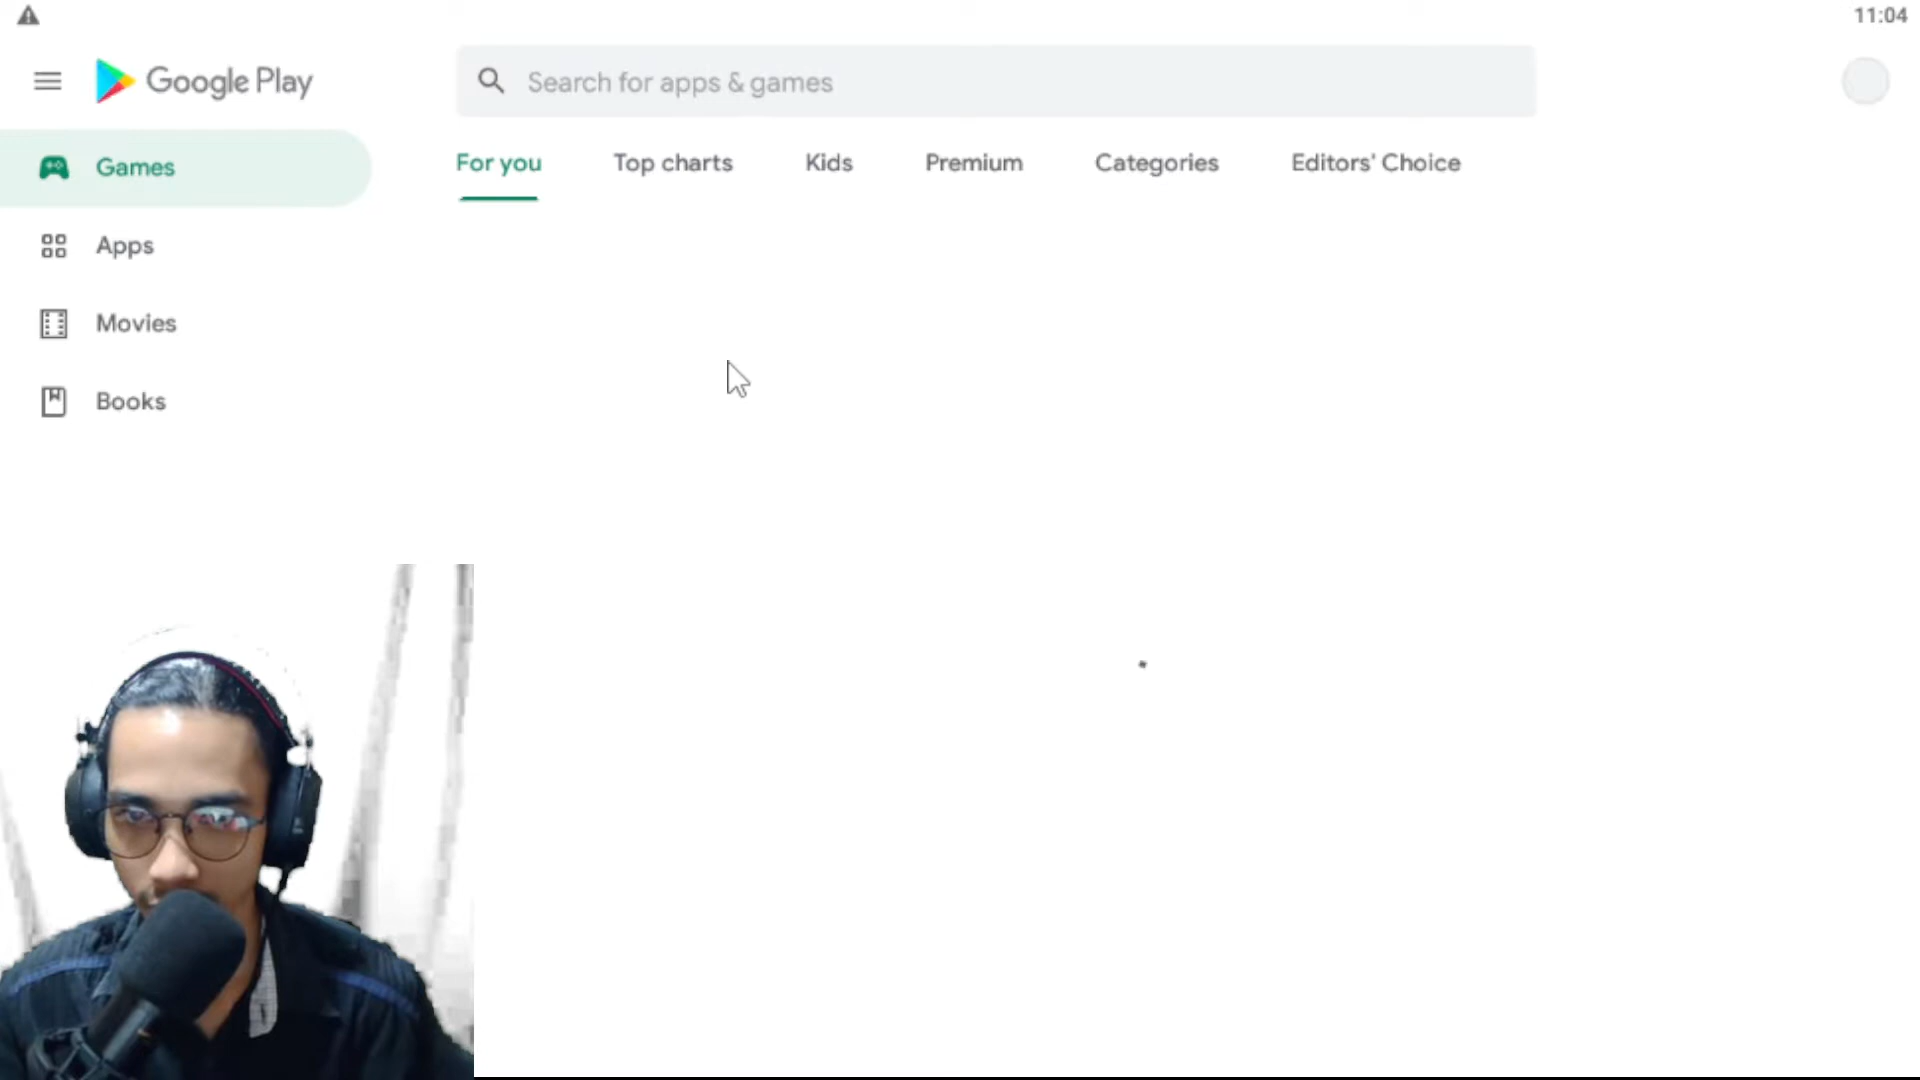 11:04
Google Play
Search for apps & games
Games
For you
Top charts
Kids
Premium
Categories
Editors' Choice
Apps
Movies
Books